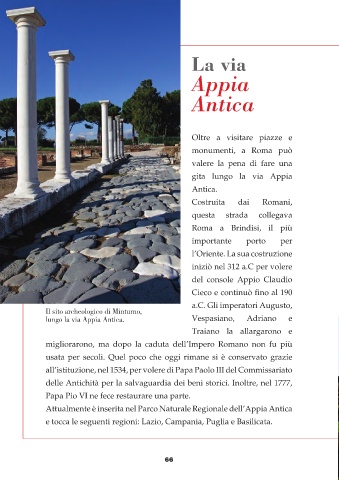 La via
Appia
Antica
Oltre a visitare piazze e
monumenti, a Roma può
valere la pena di fare una
gita lungo la via Appia
Antica.
Costruita dai Romani,
questa strada collegava
Roma a Brindisi, il più
importante porto per
l'Oriente. La sua costruzione
iniziò nel 312 a.C per volere
del console Appio Claudio
Cieco e continuò fino al 190
a.C. Gli imperatori Augusto,
Vespasiano, Adriano e
Traiano la allargarono e
migliorarono, ma dopo la caduta dell'Impero Romano non fu più
usata per secoli. Quel poco che oggi rimane si è conservato grazie
all'istituzione, nel 1534, per volere di Papa Paolo III del Commissariato
delle Antichità per la salvaguardia dei beni storici. Inoltre, nel 1777,
Papa Pio VI ne fece restaurare una parte.
Attualmente è inserita nel Parco Naturale Regionale dell'Appia Antica
e tocca le seguenti regioni: Lazio, Campania, Puglia e Basilicata.
Il sito archeologico di Minturno,
lungo la via Appia Antica.
66